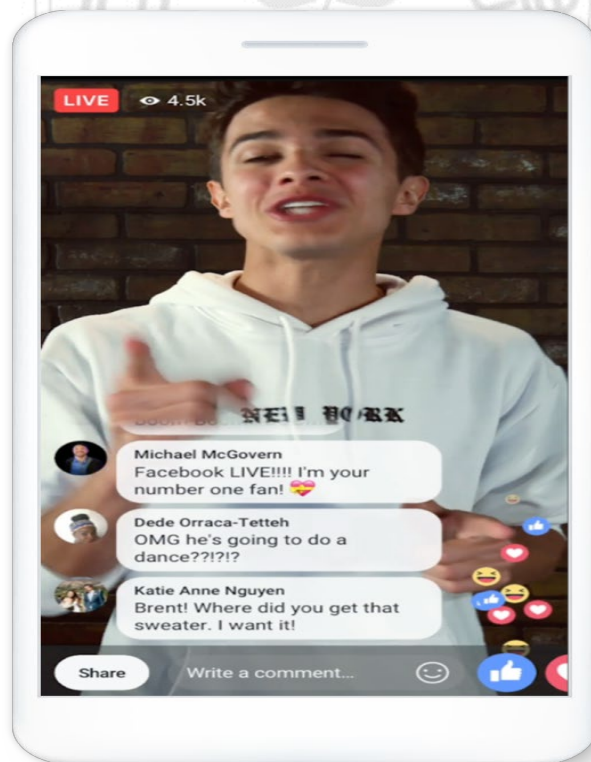 LIVE 4.5k
NEW YORK
Michael McGovern
Facebook LIVE!!!! I'm your
number one fan! 💝
Dede Orraca-Tetteh
OMG he's going to do a
dance??!?!?
Katie Anne Nguyen
Brent! Where did you get that
sweater. I want it!
Share Write a comment...